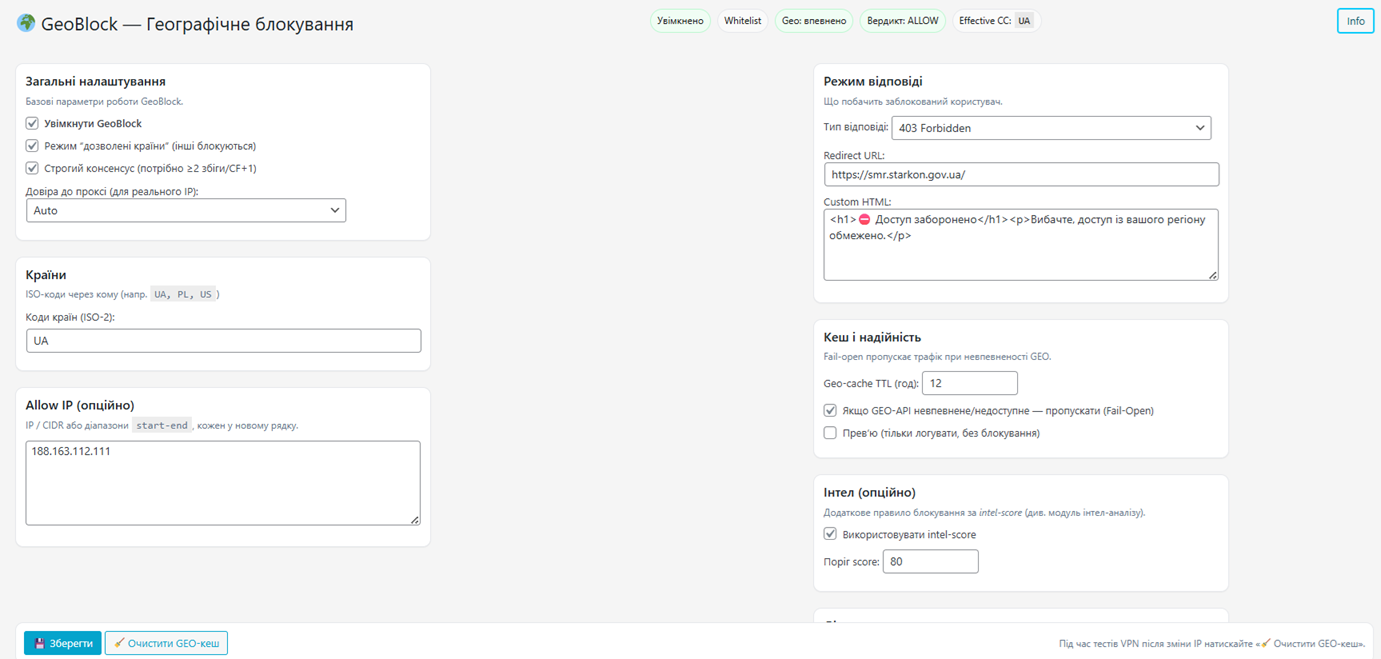 GeoBlock — Географічне блокування
Увімкнено Whitelist Geo: впевнено Вердикт: ALLOW Effective CC: UA
Info
Загальні налаштування
Базові параметри роботи GeoBlock.
Увімкнути GeoBlock
Режим “дозволені країни” (інші блокуються)
Строгий консенсус (потрібно ≥2 збіги/CF+1)
Довіра до проксі (для реального IP):
Auto
Країни
ISO-коди через кому (напр. UA, PL, US )
Коди країн (ISO-2):
UA
Allow IP (опційно)
IP / CIDR або діапазони start-end , кожен у новому рядку.
188.163.112.111
Режим відповіді
Що побачить заблокований користувач.
Тип відповіді: 403 Forbidden
Redirect URL:
https://smr.starkon.gov.ua/
Custom HTML:
<h1>⛔ Доступ заборонено</h1><p>Вибачте, доступ із вашого регіону
обмежено.</p>
Кеш і надійність
Fail-open пропускає трафік при невпевненості GEO.
Geo-cache TTL (год): 12
Якщо GEO-API невпевнене/недоступне — пропускати (Fail-Open)
Прев'ю (тільки логувати, без блокування)
Інтел (опційно)
Додаткове правило блокування за intel-score (див. модуль інтел-аналізу).
Використовувати intel-score
Поріг score: 80
💾 Зберегти 🧹 Очистити GEO-кеш
Під час тестів VPN після зміни IP натискайте «🧹 Очистити GEO-кеш».